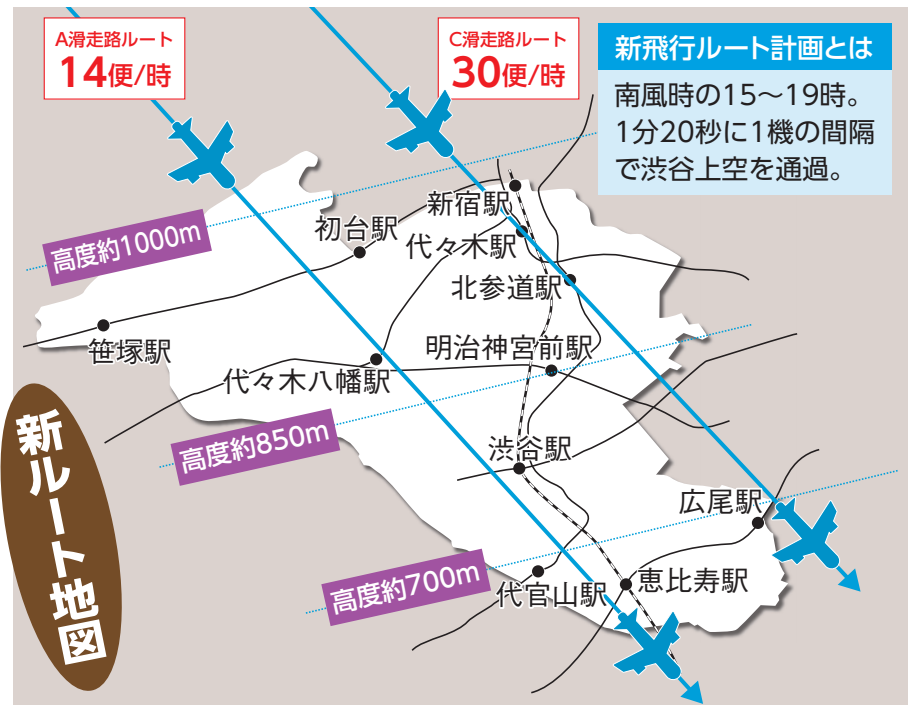 A滑走路ルート
14便/時
C滑走路ルート
30便/時
新飛行ルート計画とは
南風時の15～19時。
1分20秒に1機の間隔
で渋谷上空を通過。
新宿駅
初台駅
代々木駅
高度約1000m
北参道駅
笹塚駅
明治神宮前駅
代々木八幡駅
高度約850m
渋谷駅
広尾駅
高度約700m
代官山駅
恵比寿駅
新ルート地図